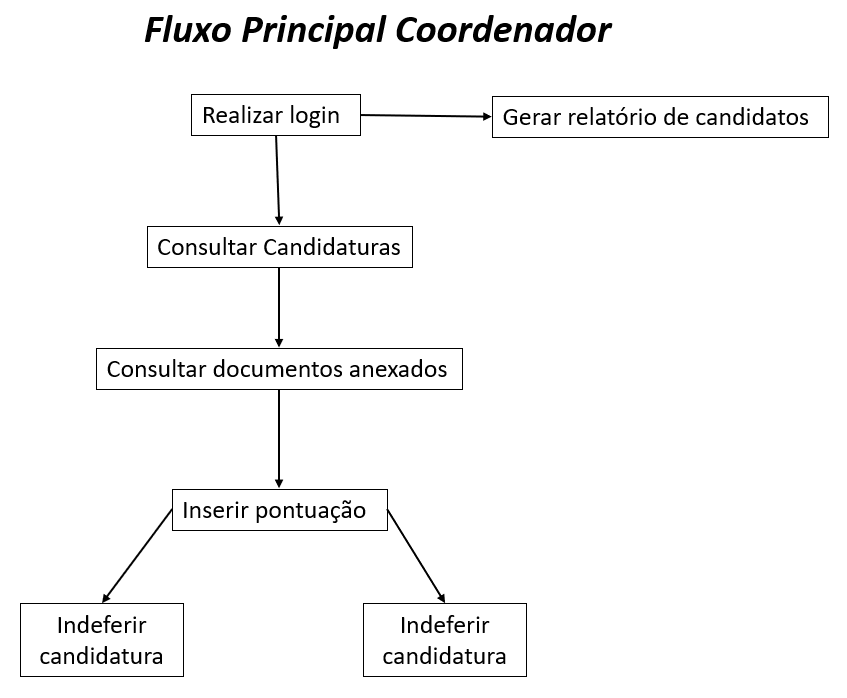 Fluxo Principal Coordenador
Realizar login
Gerar relatório de candidatos
Consultar Candidaturas
Consultar documentos anexados
Inserir pontuação
Indeferir
candidatura
Indeferir
candidatura